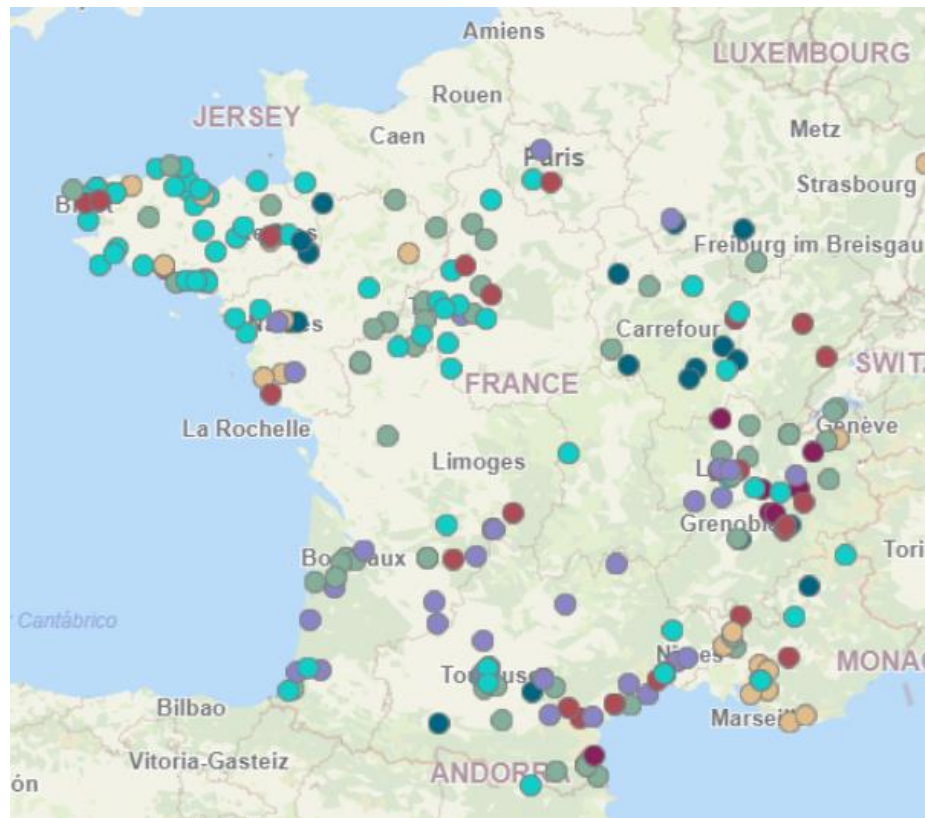 Amiens
LUXEMBOURG
Rouen
JERSEY
Caen
Metz
Paris
Strasbourg
Freiburg im Breisgau
Carrefour
SWITZ
FRANCE
La Rochelle
Genève
Limoges
Grenoble
Tori
Cantábrico
MONAC
Bilbao
Vitoria-Gasteiz
ANDORRA
ón